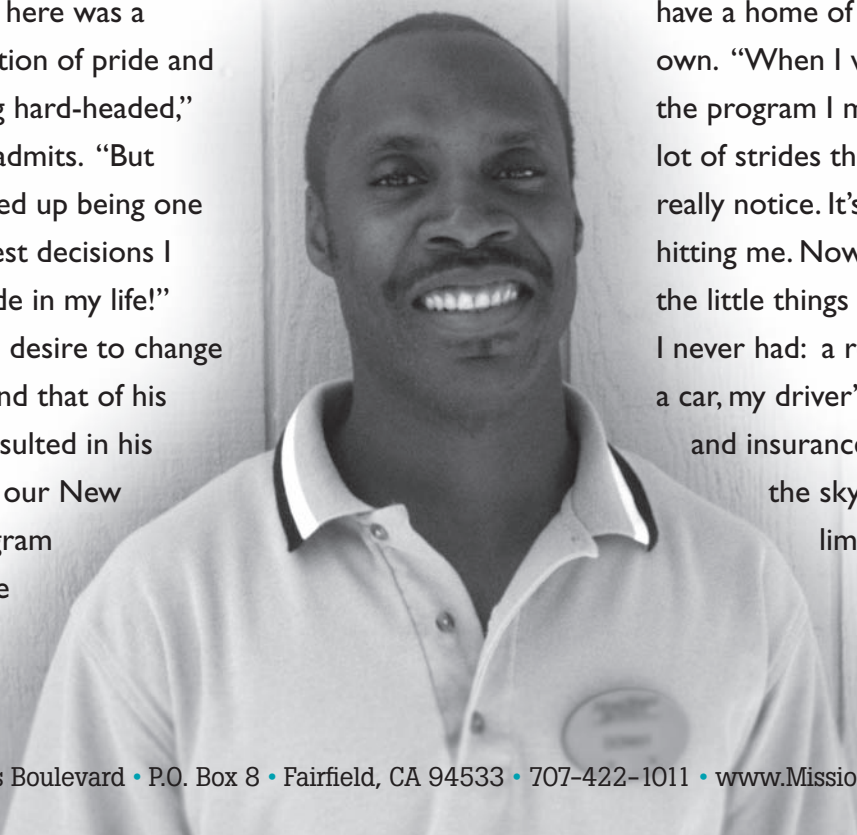 here was a
tion of pride and
g hard-headed,”
admits. “But
ed up being one
est decisions I
de in my life!”
desire to change
nd that of his
sulted in his
our New
gram
e
have a home of
own. “When I w
the program I m
lot of strides th
really notice. It’s
hitting me. Now
the little things
I never had: a r
a car, my driver’
and insurance
the sky
lim
s Boulevard • P.O. Box 8 • Fairfield, CA 94533 • 707-422-1011 • www.Missio